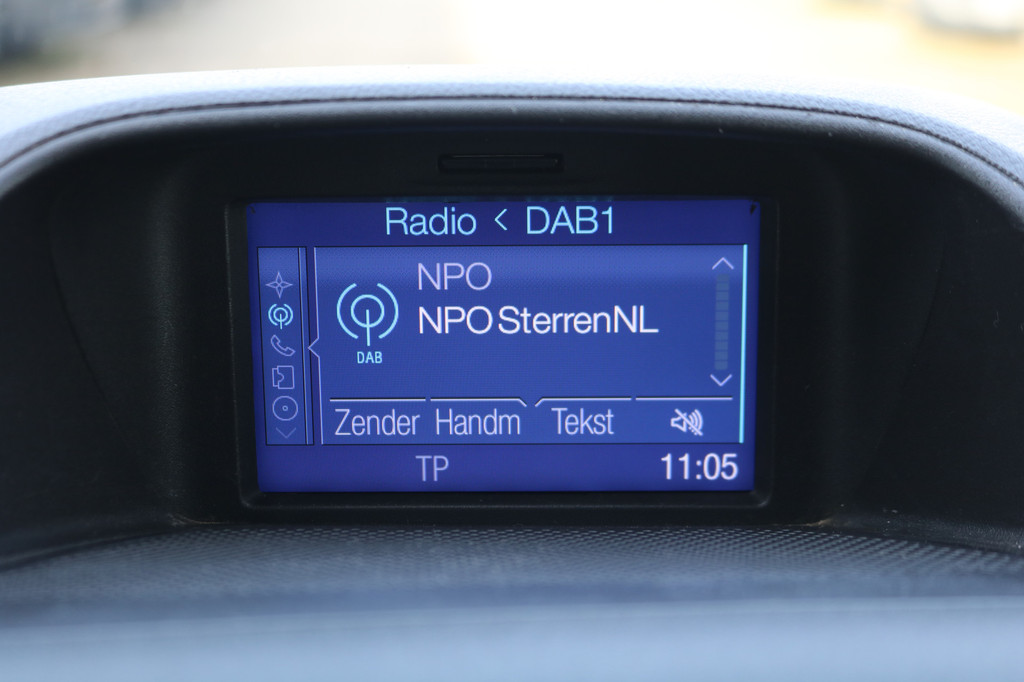 Radio < DAB1
NPO
NPO SterrenNL
DAB
Zender Handm Tekst
TP 11:05